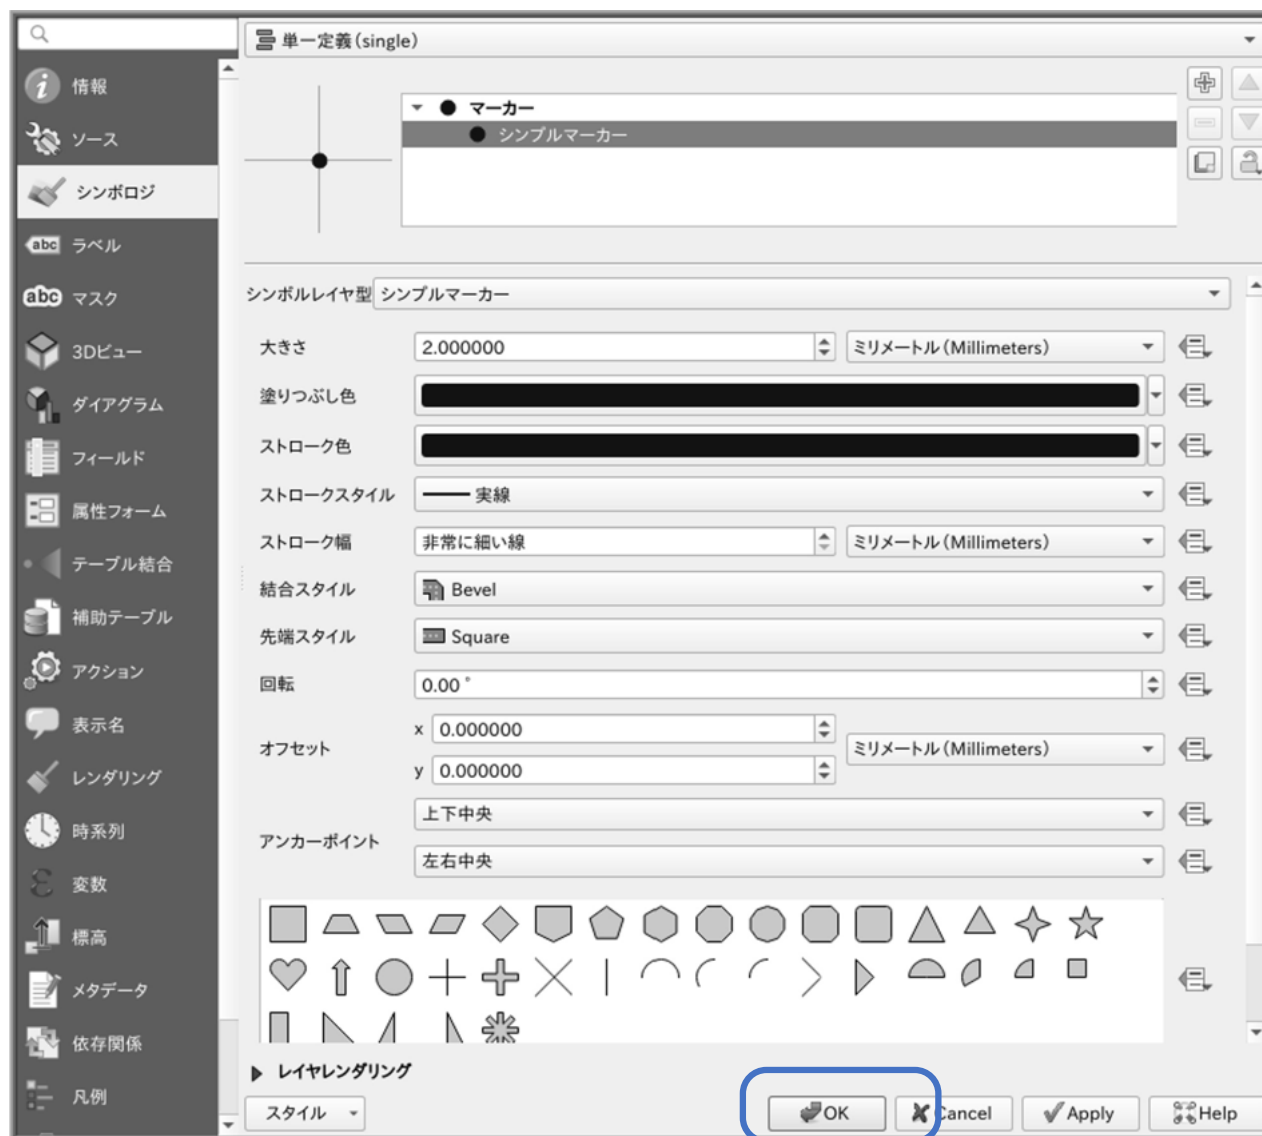 単一定義(single)
情報
ソース
シンボロジ
abc ラベル
abc マスク
3Dビュー
ダイアグラム
フィールド
属性フォーム
テーブル結合
補助テーブル
アクション
表示名
レンダリング
時系列
変数
標高
メタデータ
依存関係
凡例
マーカー
シンプルマーカー
シンボルレイヤ型 シンプルマーカー
大きさ 2.000000 ミリメートル(Millimeters)
塗りつぶし色
ストローク色
ストロークスタイル 実線
ストローク幅 非常に細い線 ミリメートル(Millimeters)
結合スタイル Bevel
先端スタイル Square
回転 0.00 °
オフセット x 0.000000 ミリメートル(Millimeters)
y 0.000000
アンカーポイント 上下中央
左右中央
レイヤレンダリング
スタイル OK Cancel Apply Help